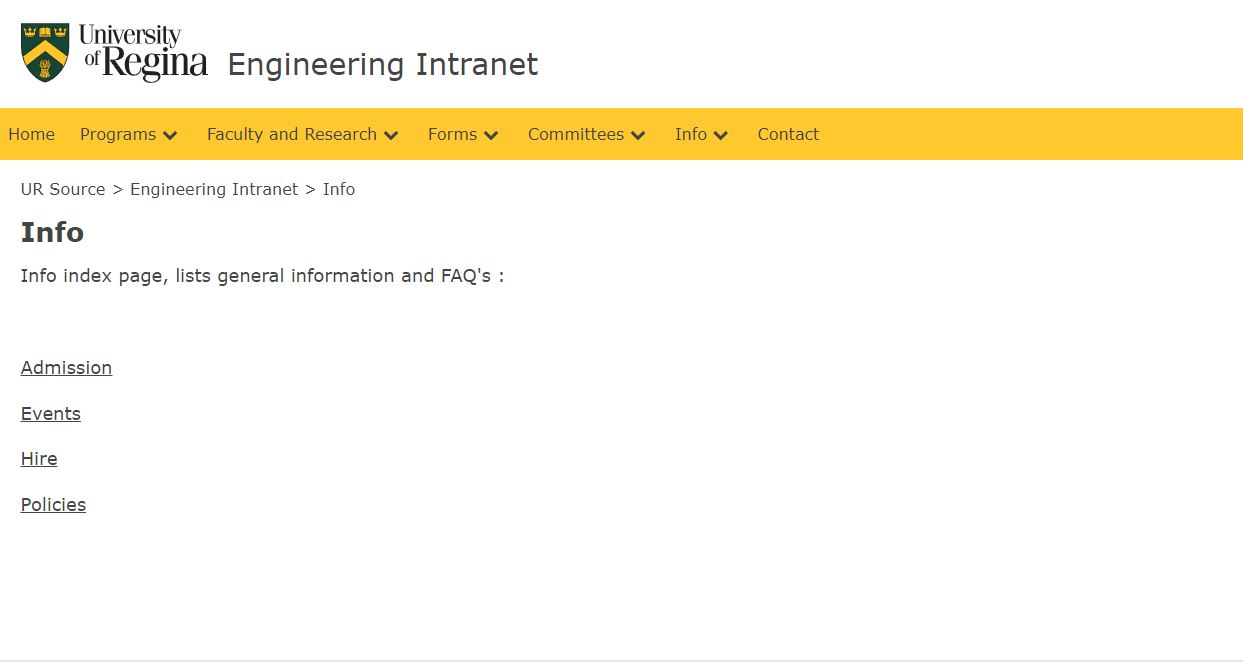 University
of Regina
Engineering Intranet
Home Programs Faculty and Research Forms Committees Info Contact
UR Source > Engineering Intranet > Info
Info
Info index page, lists general information and FAQ's :
Admission
Events
Hire
Policies